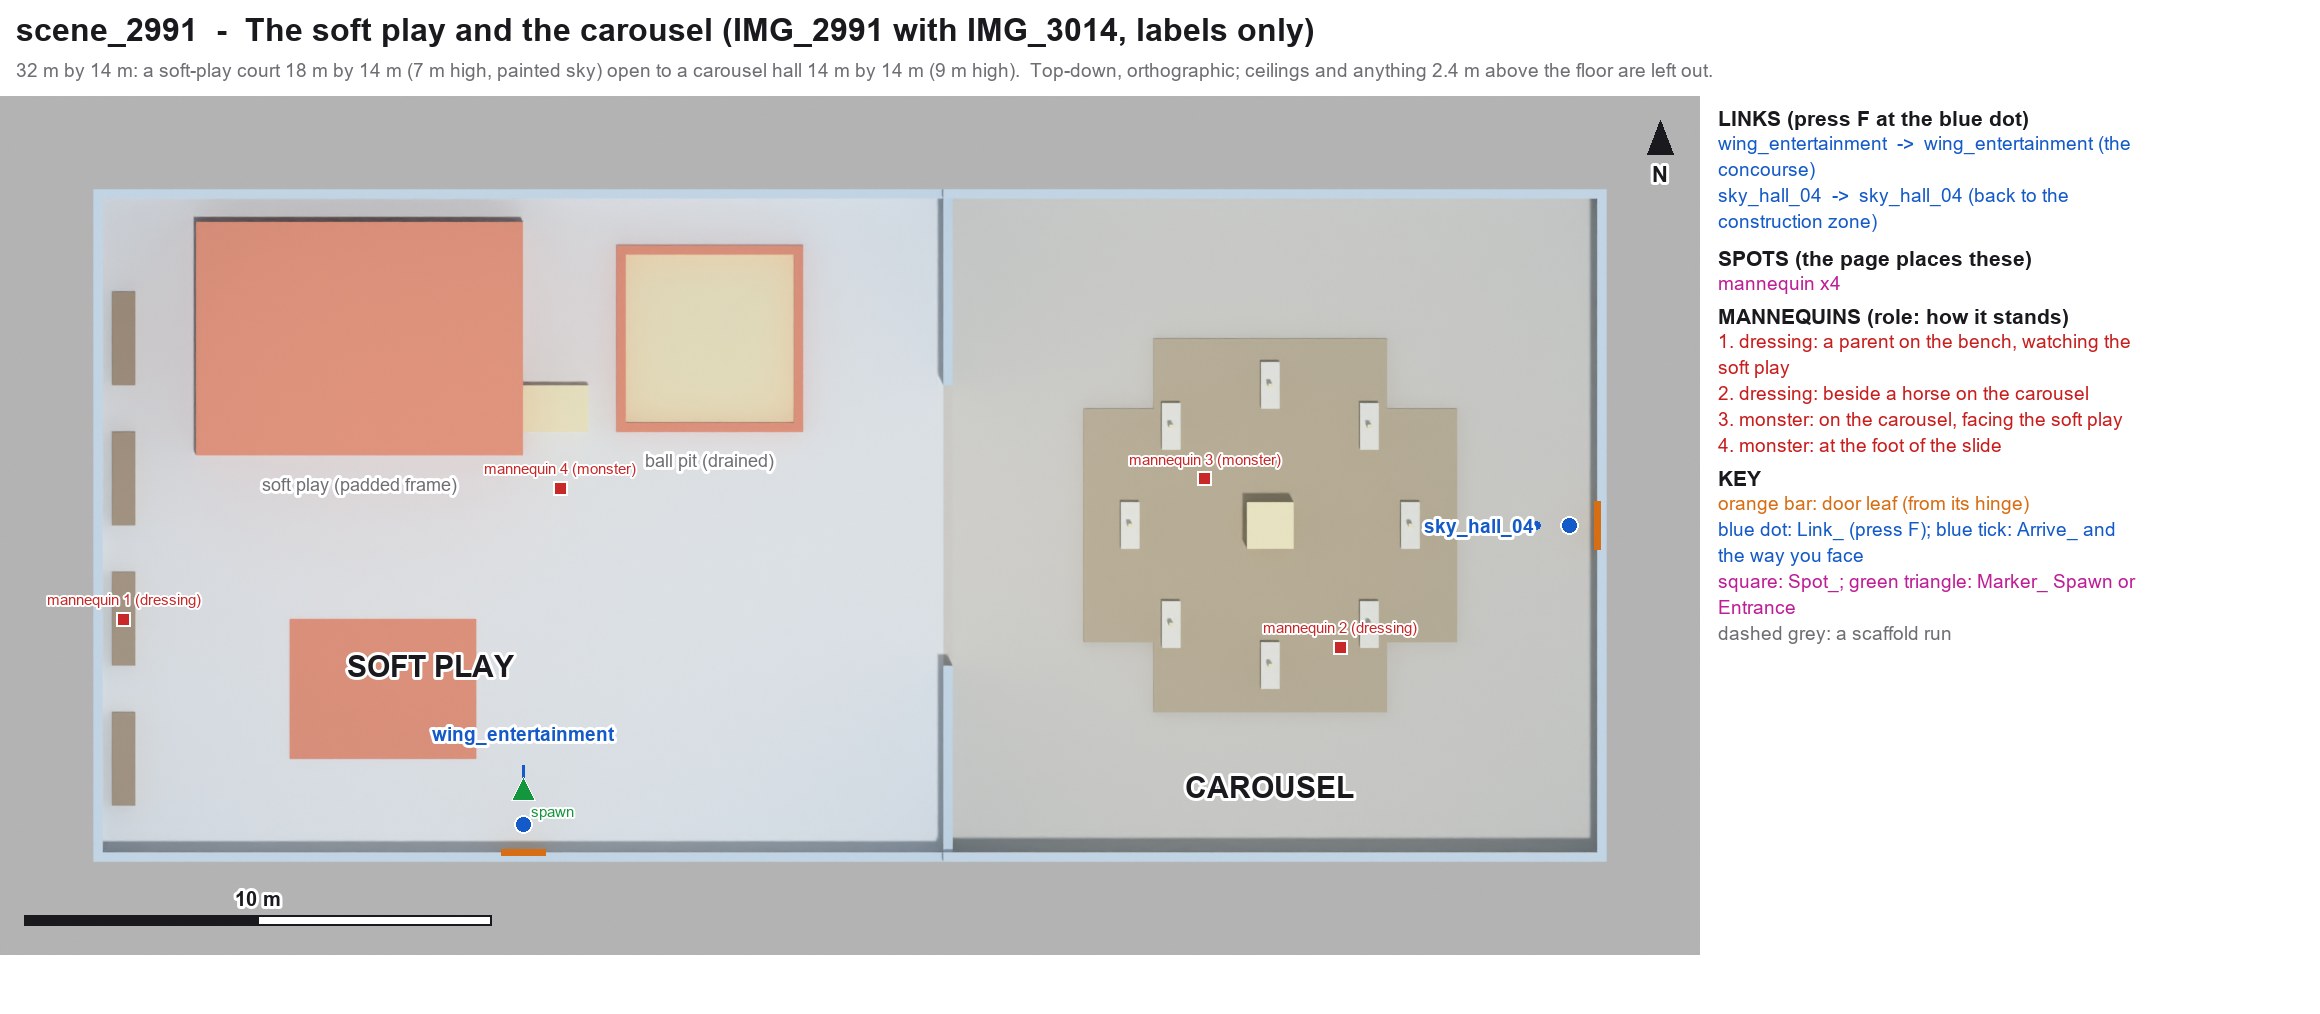 scene_2991 - The soft play and the carousel (IMG_2991 with IMG_3014, labels only)
32 m by 14 m: a soft-play court 18 m by 14 m (7 m high, painted sky) open to a carousel hall 14 m by 14 m (9 m high). Top-down, orthographic; ceilings and anything 2.4 m above the floor are left out.
N
soft play (padded frame)
mannequin 4 (monster)
ball pit (drained)
mannequin 3 (monster)
sky_hall_04
mannequin 1 (dressing)
mannequin 2 (dressing)
SOFT PLAY
wing_entertainment
spawn
CAROUSEL
10 m
LINKS (press F at the blue dot)
wing_entertainment -> wing_entertainment (the
concourse)
sky_hall_04 -> sky_hall_04 (back to the
construction zone)
SPOTS (the page places these)
mannequin x4
MANNEQUINS (role: how it stands)
1. dressing: a parent on the bench, watching the
soft play
2. dressing: beside a horse on the carousel
3. monster: on the carousel, facing the soft play
4. monster: at the foot of the slide
KEY
orange bar: door leaf (from its hinge)
blue dot: Link_ (press F); blue tick: Arrive_ and
the way you face
square: Spot_; green triangle: Marker_ Spawn or
Entrance
dashed grey: a scaffold run